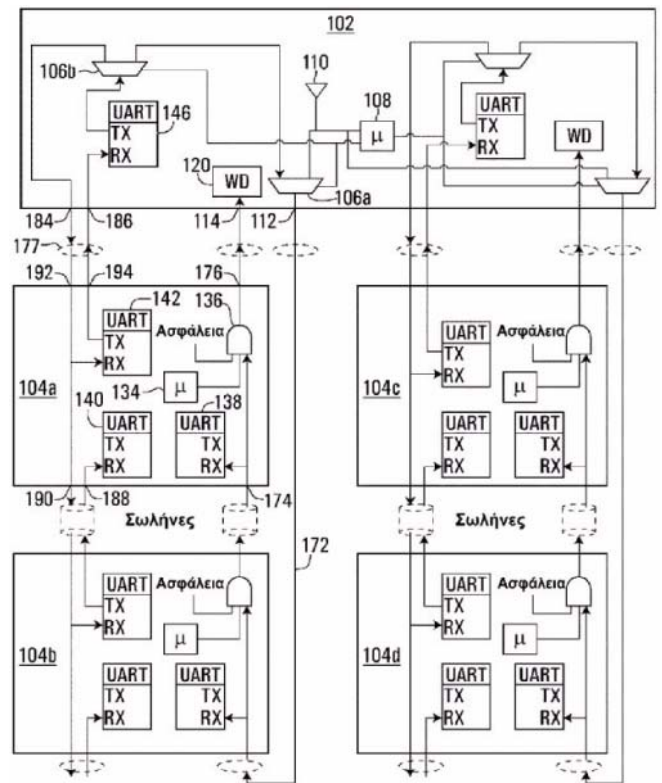 102
106b
110
108
UART
TX
RX
146
μ
UART
TX
RX
WD
120
WD
106a
184
186
114
112
177
192
194
176
142
136
UART
TX
RX
Ασφάλεια
134
μ
104a
140
138
UART
TX
RX
UART
TX
RX
190
188
174
Σωλήνες
172
UART
TX
RX
Ασφάλεια
μ
104b
UART
TX
RX
UART
TX
RX
UART
TX
RX
Ασφάλεια
μ
104c
UART
TX
RX
UART
TX
RX
Σωλήνες
UART
TX
RX
Ασφάλεια
μ
104d
UART
TX
RX
UART
TX
RX